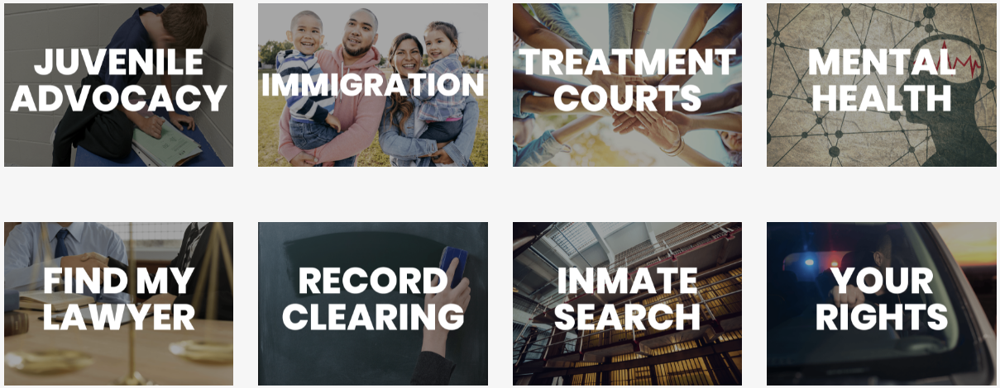 JUVENILE
ADVOCACY
IMMIGRATION
TREATMENT
COURTS
MENTAL
HEALTH
FIND MY
LAWYER
RECORD
CLEARING
INMATE
SEARCH
YOUR
RIGHTS